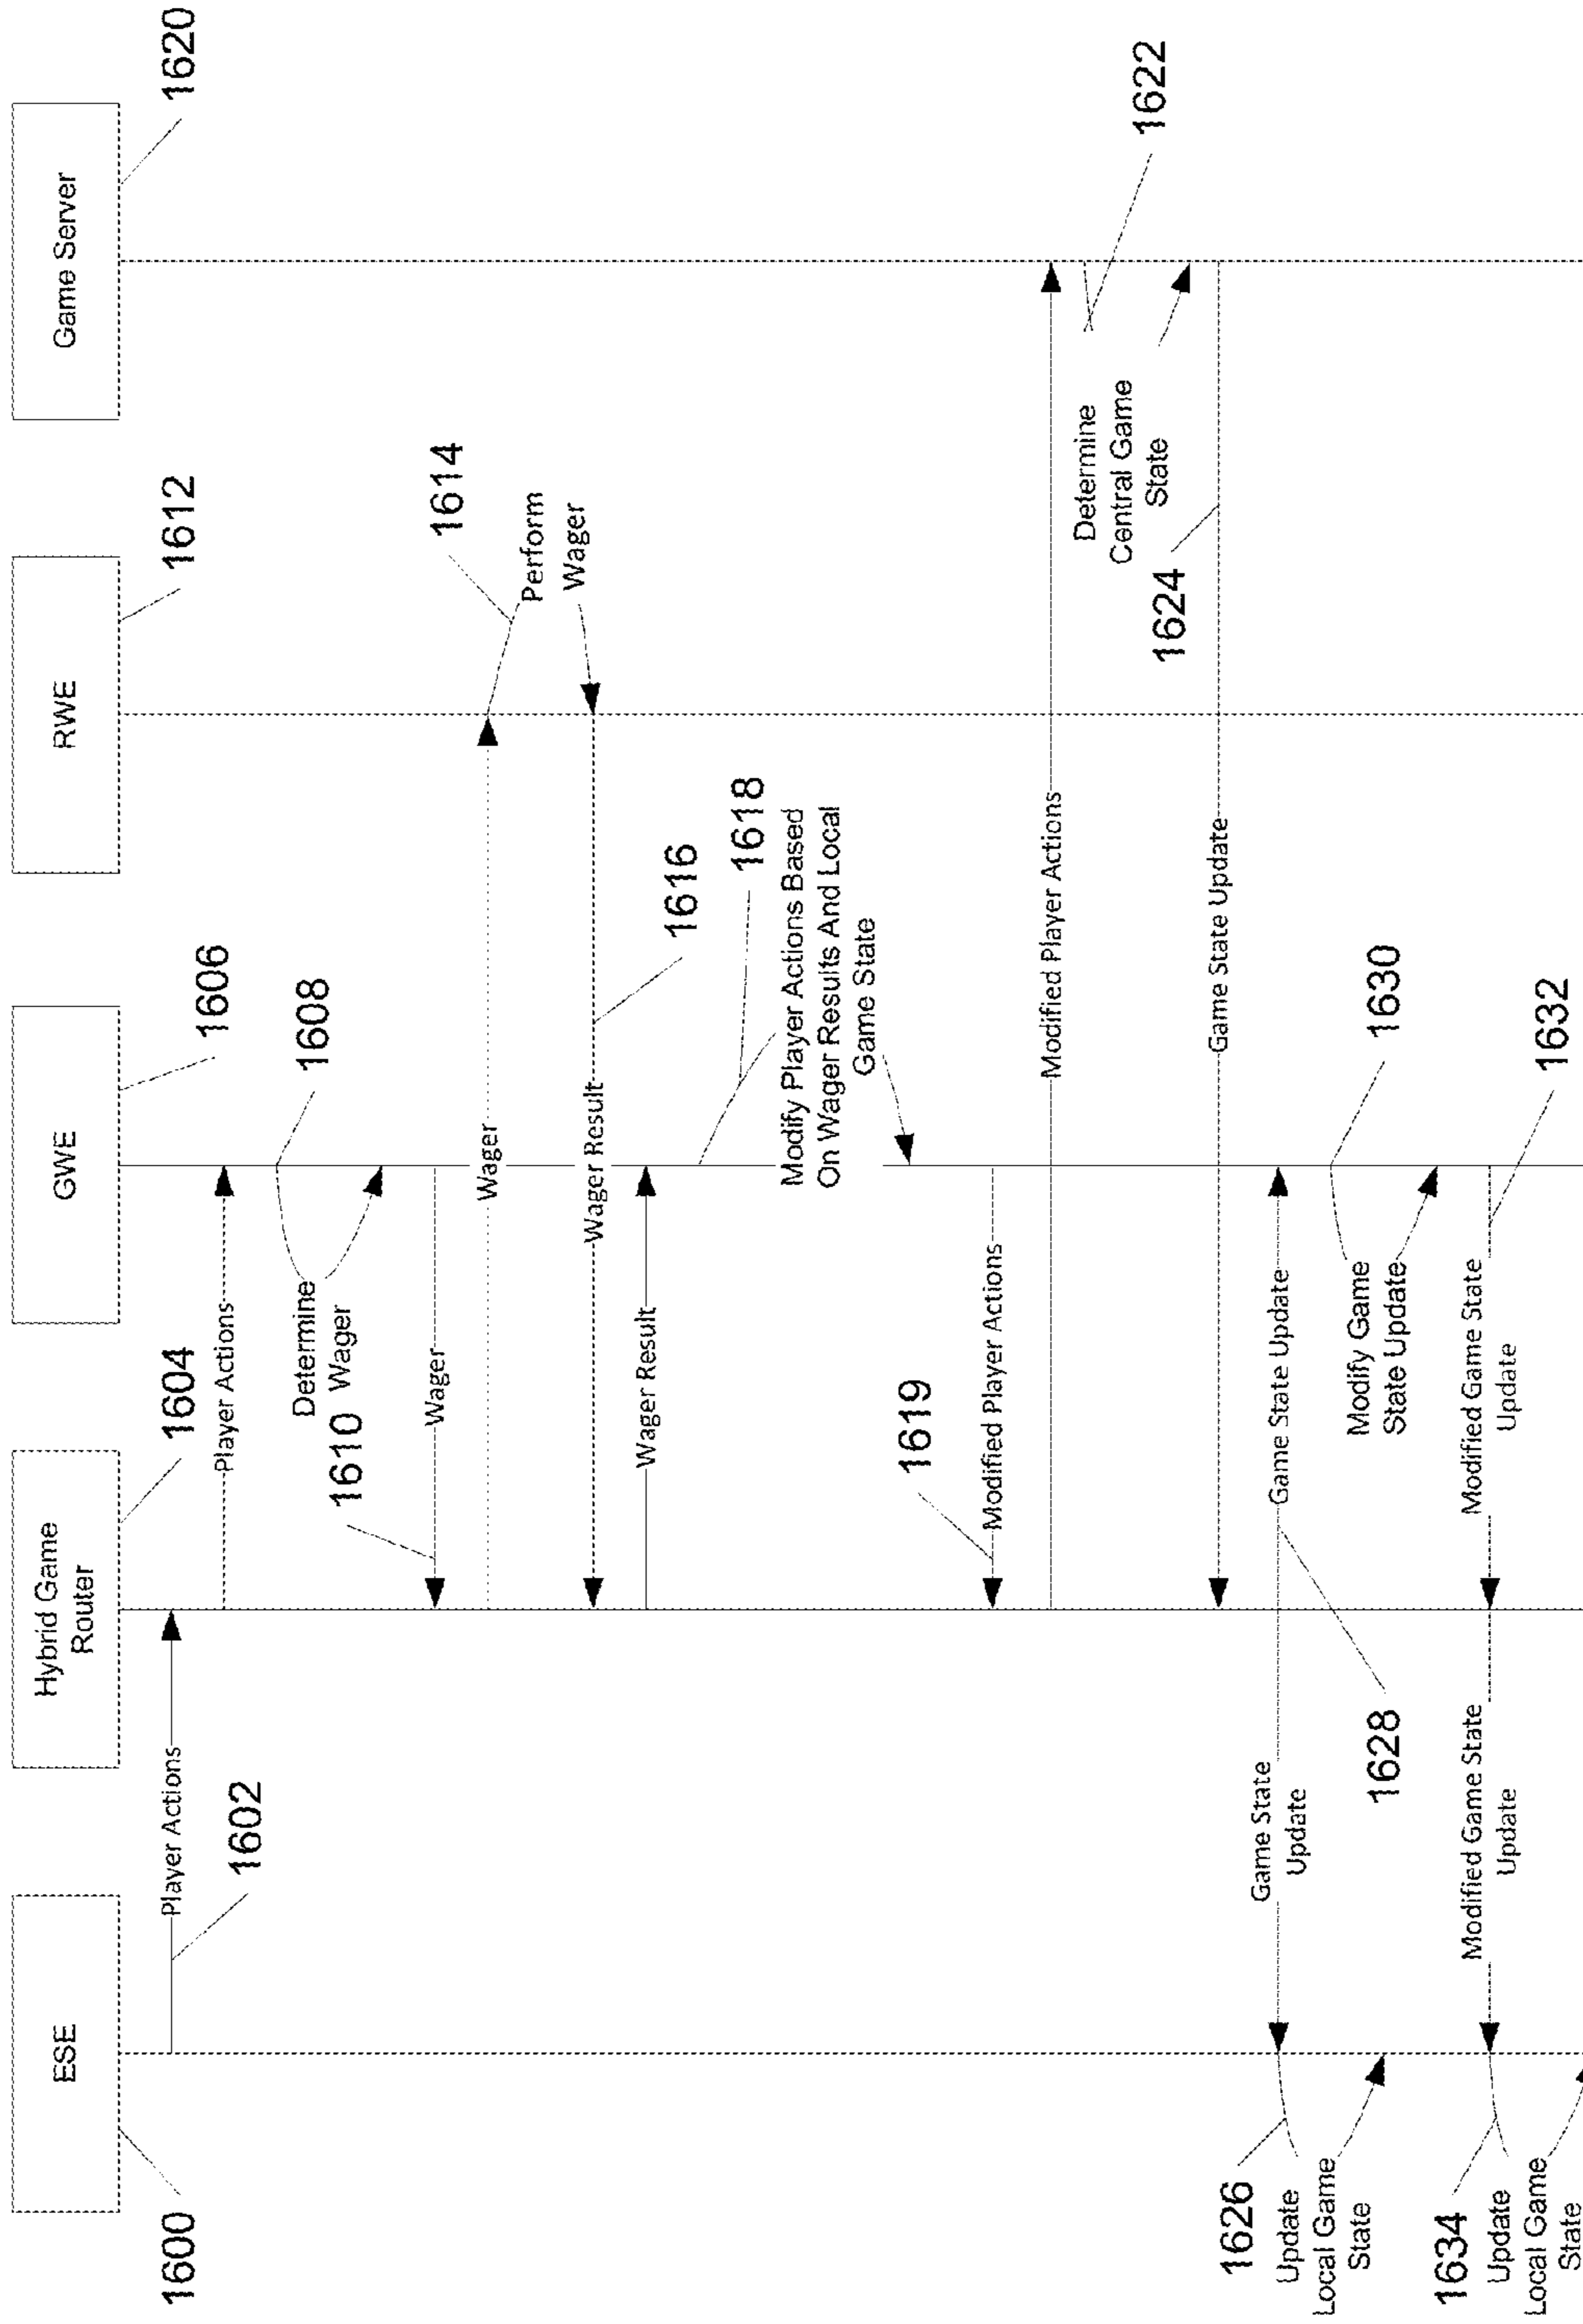 ESE
Hybrid Game
Router
GWE
RWE
Game Server
1600
1604
1606
1612
1620
Player Actions
1602
Player Actions
1608
Determine
Wager
1610
Wager
Wager
1614
Perform
Wager
Wager Result
1616
Wager Result
1618
Modify Player Actions Based
On Wager Results And Local
Game State
1619
Modified Player Actions
Modified Player Actions
1622
Determine
Central Game
State
1624
Game State Update
Game State
Update
Game State Update
1626
Update
Local Game
State
1628
1630
Modify Game
State Update
1632
Modified Game State
Update
Modified Game State
Update
1634
Update
Local Game
State